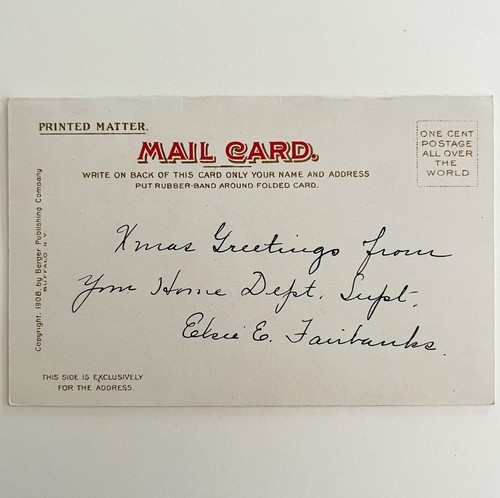 PRINTED MATTER.
MAIL CARD.
WRITE ON BACK OF THIS CARD ONLY YOUR NAME AND ADDRESS
PUT RUBBER-BAND AROUND FOLDED CARD.
ONE CENT
POSTAGE
ALL OVER
THE
WORLD
Copyright, 1908, by Berger Publishing Company
BUFFALO. N.Y.
Xmas Greetings from
Your Home Dept. Supt.
Elsie E. Fairbanks.
THIS SIDE IS EXCLUSIVELY
FOR THE ADDRESS.